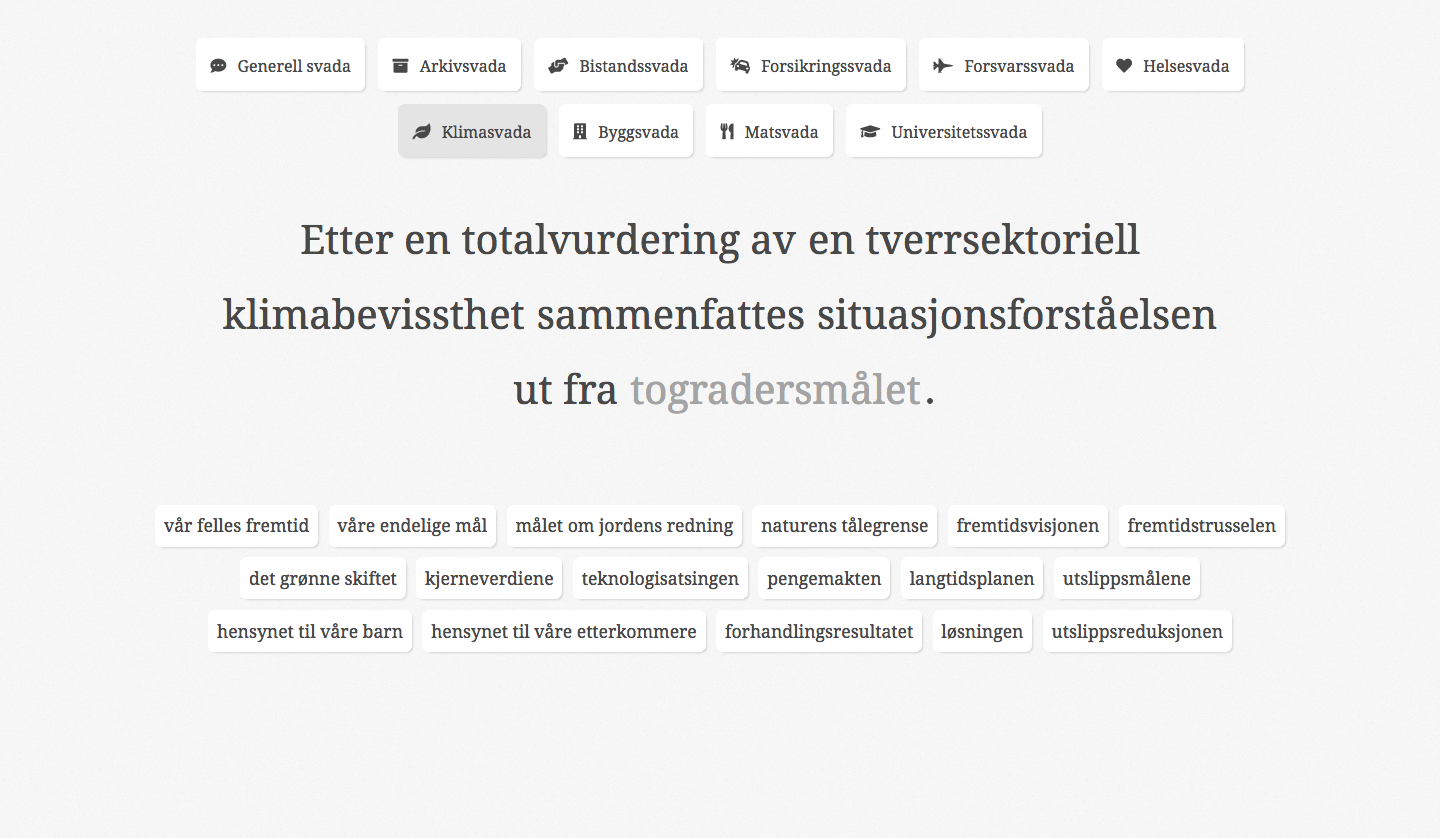 Generell svada Arkivsvada Bistandssvada Forsikringssvada Forsvarssvada Helsesvada
Klimasvada Byggsvada Matsvada Universitetssvada
Etter en totalvurdering av en tverrsektoriell
klimabevissthet sammenfattes situasjonsforståelsen
ut fra togradersmålet.
vår felles fremtid våre endelige mål målet om jordens redning naturens tålegrense fremtidsvisjonen fremtidstrusselen
det grønne skiftet kjerneverdiene teknologisatsingen pengemakten langtidsplanen utslippsmålene
hensynet til våre barn hensynet til våre etterkommere forhandlingsresultatet løsningen utslippsreduksjonen